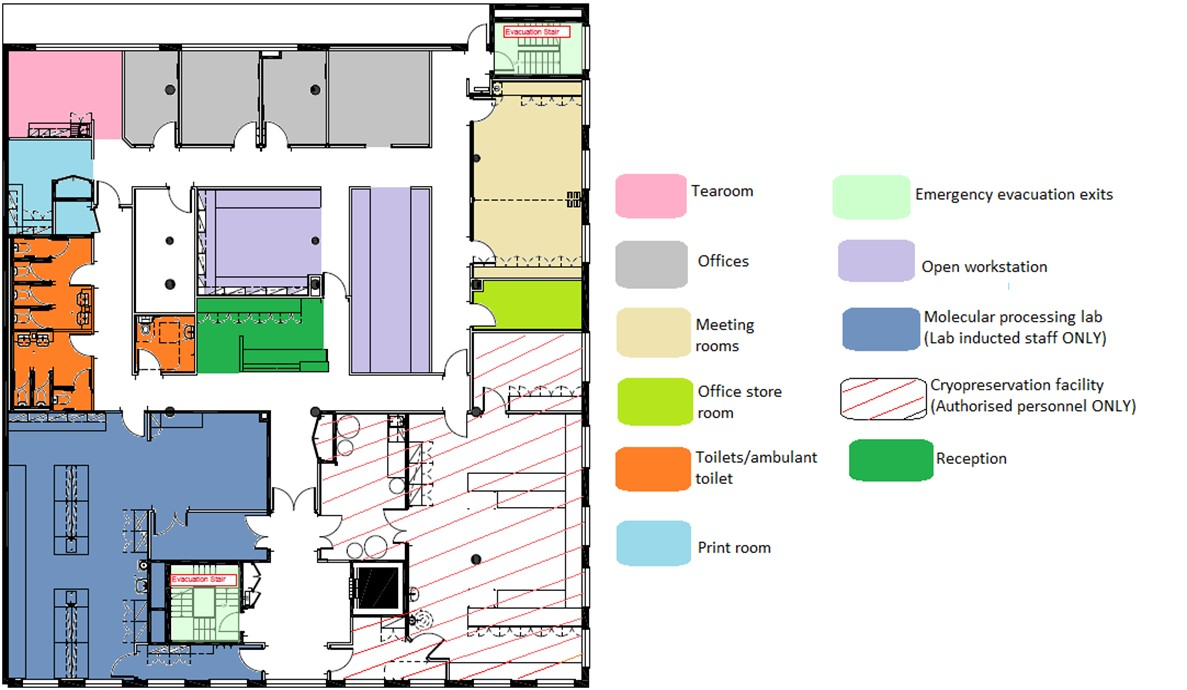 Evacuation Stair
Evacuation Stair
Tearoom
Offices
Meeting
rooms
Office store
room
Toilets/ambulant
toilet
Print room
Emergency evacuation exits
Open workstation
Molecular processing lab
(Lab inducted staff ONLY)
Cryopreservation facility
(Authorised personnel ONLY)
Reception